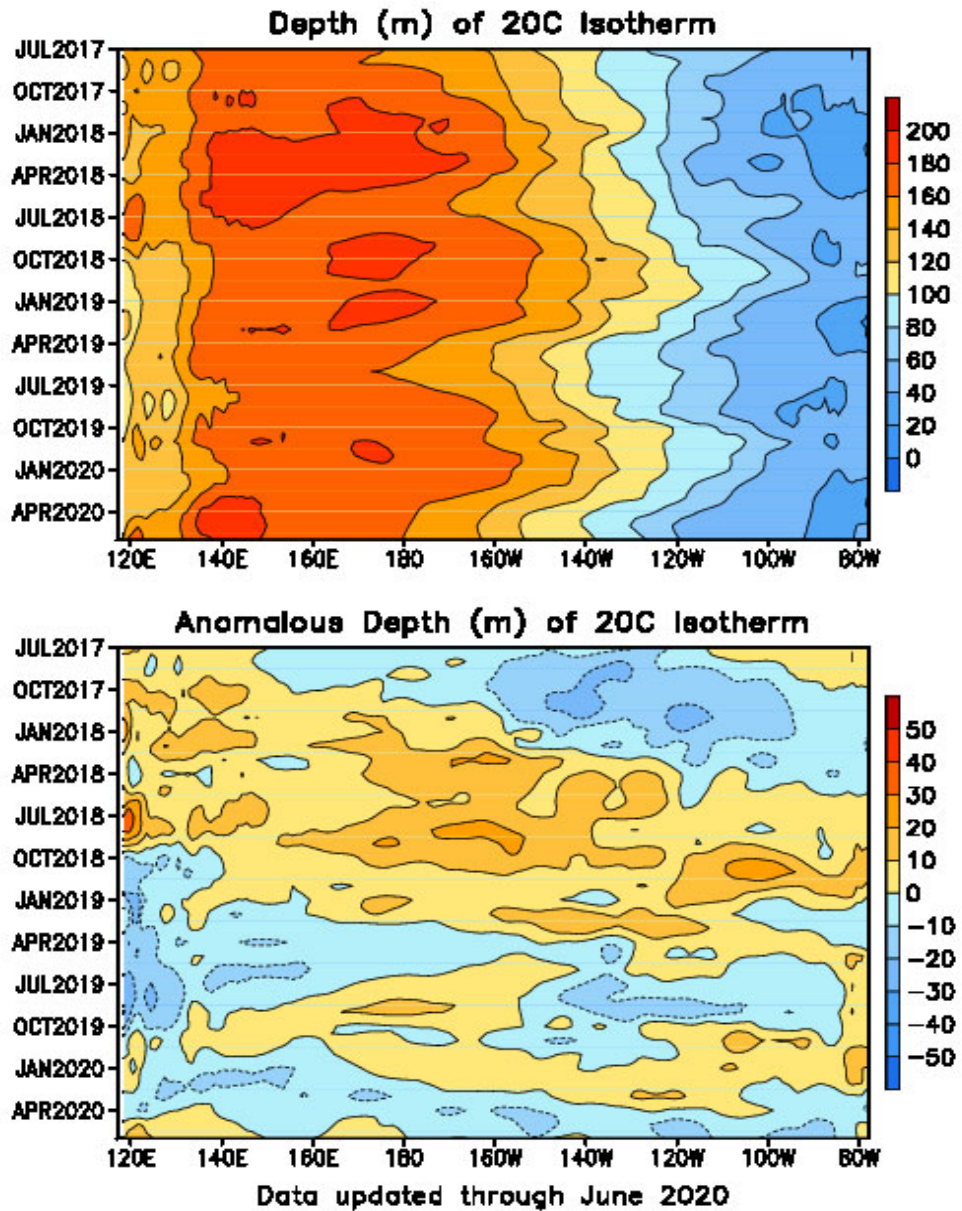 Depth (m) of 20C Isotherm
JUL2017
OCT2017
JAN2018
APR2018
JUL2018
OCT2018
JAN2019
APR2019
JUL2019
OCT2019
JAN2020
APR2020
120E 140E 160E 180 160W 140W 120W 100W 80W
200
180
160
140
120
100
80
60
40
20
0
Anomalous Depth (m) of 20C Isotherm
JUL2017
OCT2017
JAN2018
APR2018
JUL2018
OCT2018
JAN2019
APR2019
JUL2019
OCT2019
JAN2020
APR2020
120E 140E 160E 180 160W 140W 120W 100W 80W
50
40
30
20
10
0
-10
-20
-30
-40
-50
Data updated through June 2020